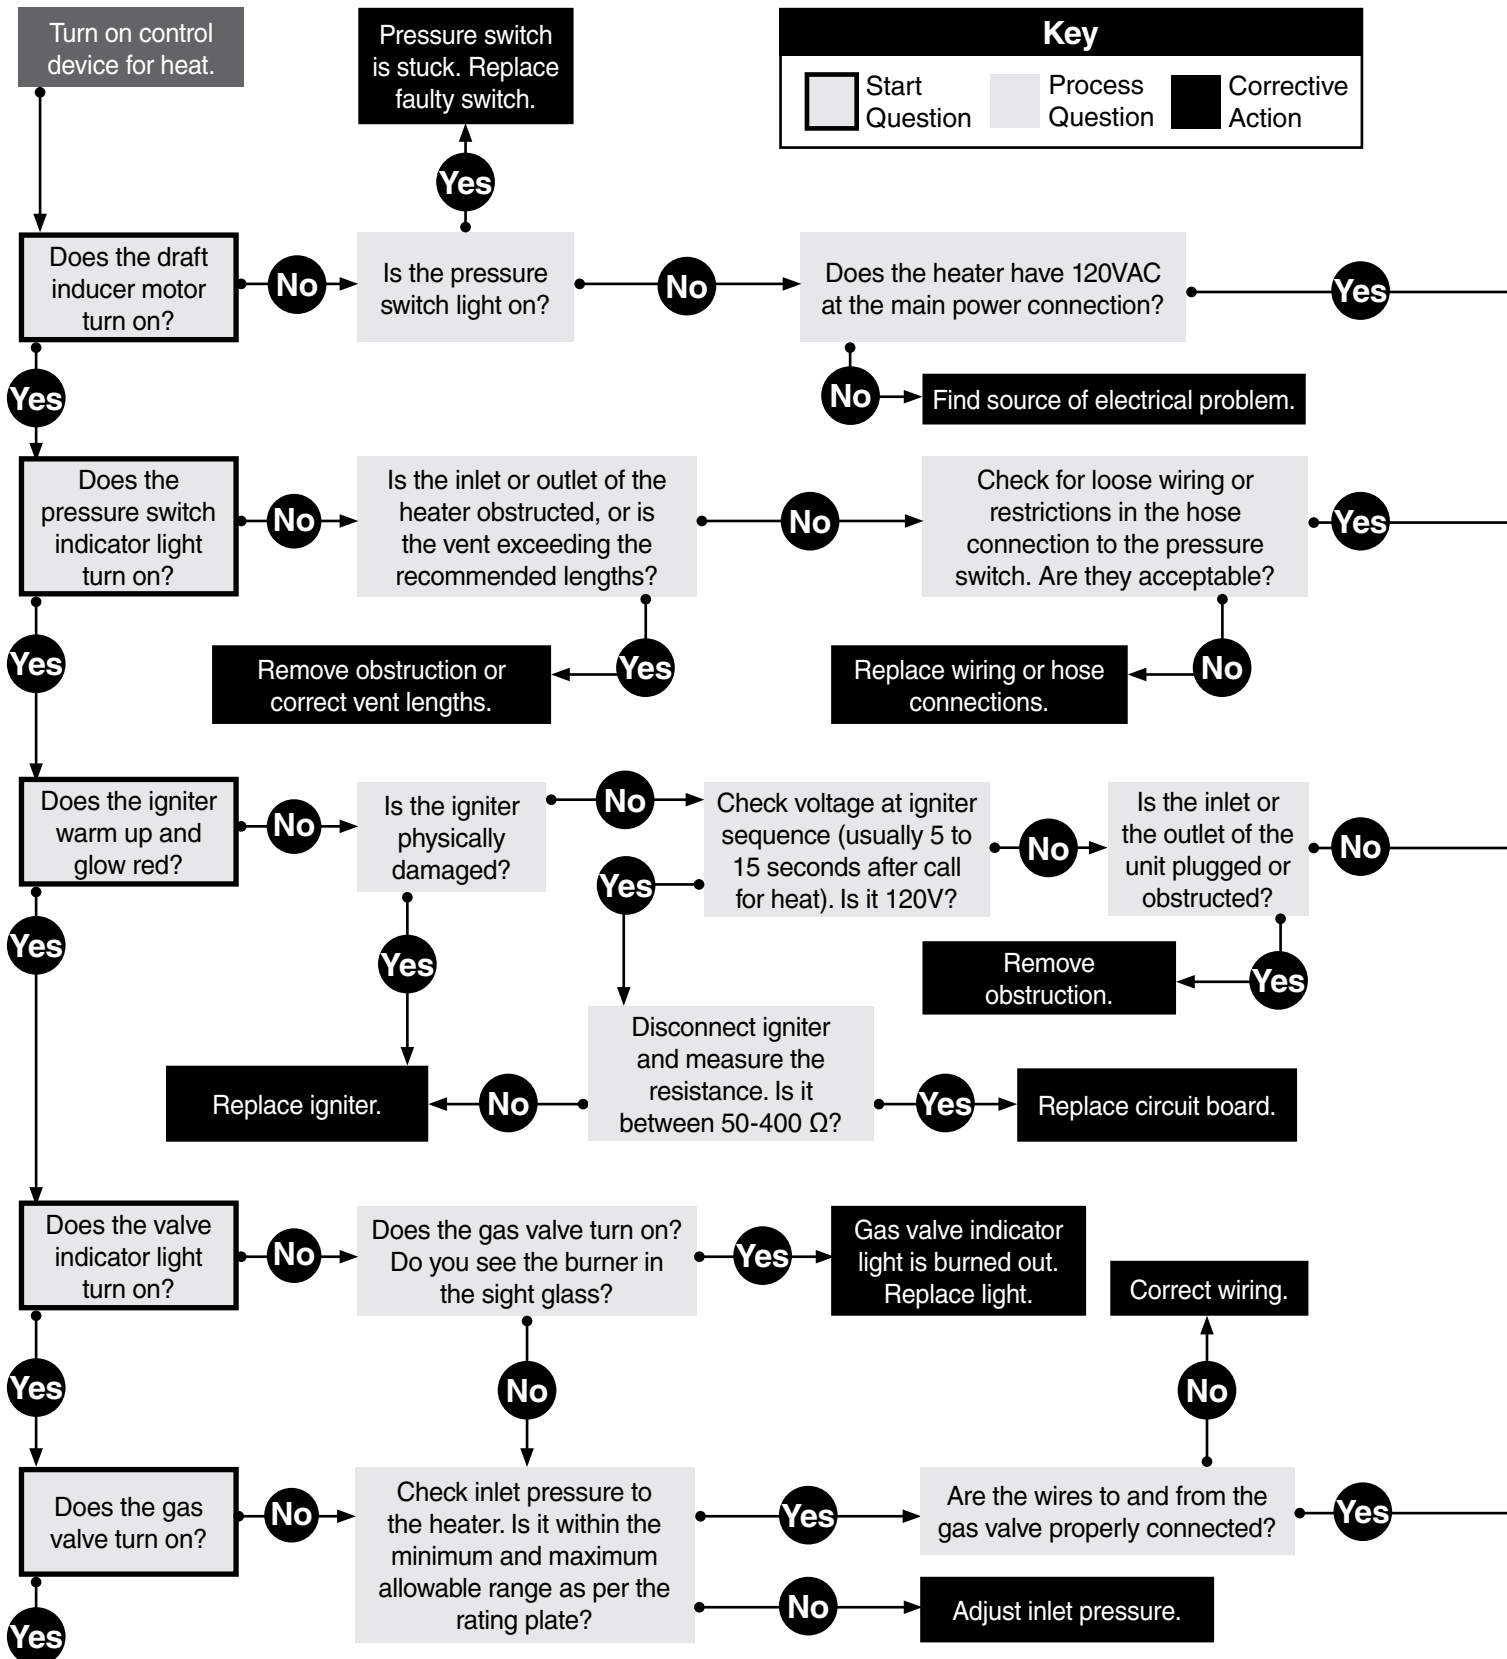 Turn on control
device for heat.
Pressure switch
is stuck. Replace
faulty switch.
Key
Start
Question
Process
Question
Corrective
Action
Yes
Does the draft
inducer motor
turn on?
No
Is the pressure
switch light on?
No
Does the heater have 120VAC
at the main power connection?
Yes
Yes
No
Find source of electrical problem.
Does the
pressure switch
indicator light
turn on?
No
Is the inlet or outlet of the
heater obstructed, or is
the vent exceeding the
recommended lengths?
No
Check for loose wiring or
restrictions in the hose
connection to the pressure
switch. Are they acceptable?
Yes
Yes
Remove obstruction or
correct vent lengths.
Yes
Replace wiring or hose
connections.
No
Does the igniter
warm up and
glow red?
No
Is the igniter
physically
damaged?
No
Check voltage at igniter
sequence (usually 5 to
15 seconds after call
for heat). Is it 120V?
No
Is the inlet or
the outlet of the
unit plugged or
obstructed?
No
Yes
Yes
Yes
Remove
obstruction.
Yes
Disconnect igniter
and measure the
resistance. Is it
between 50-400 Ω?
Replace igniter.
No
Yes
Replace circuit board.
Does the valve
indicator light
turn on?
No
Does the gas valve turn on?
Do you see the burner in
the sight glass?
Yes
Gas valve indicator
light is burned out.
Replace light.
Correct wiring.
Yes
No
No
Does the gas
valve turn on?
No
Check inlet pressure to
the heater. Is it within the
minimum and maximum
allowable range as per the
rating plate?
Yes
Are the wires to and from the
gas valve properly connected?
Yes
No
Adjust inlet pressure.
Yes